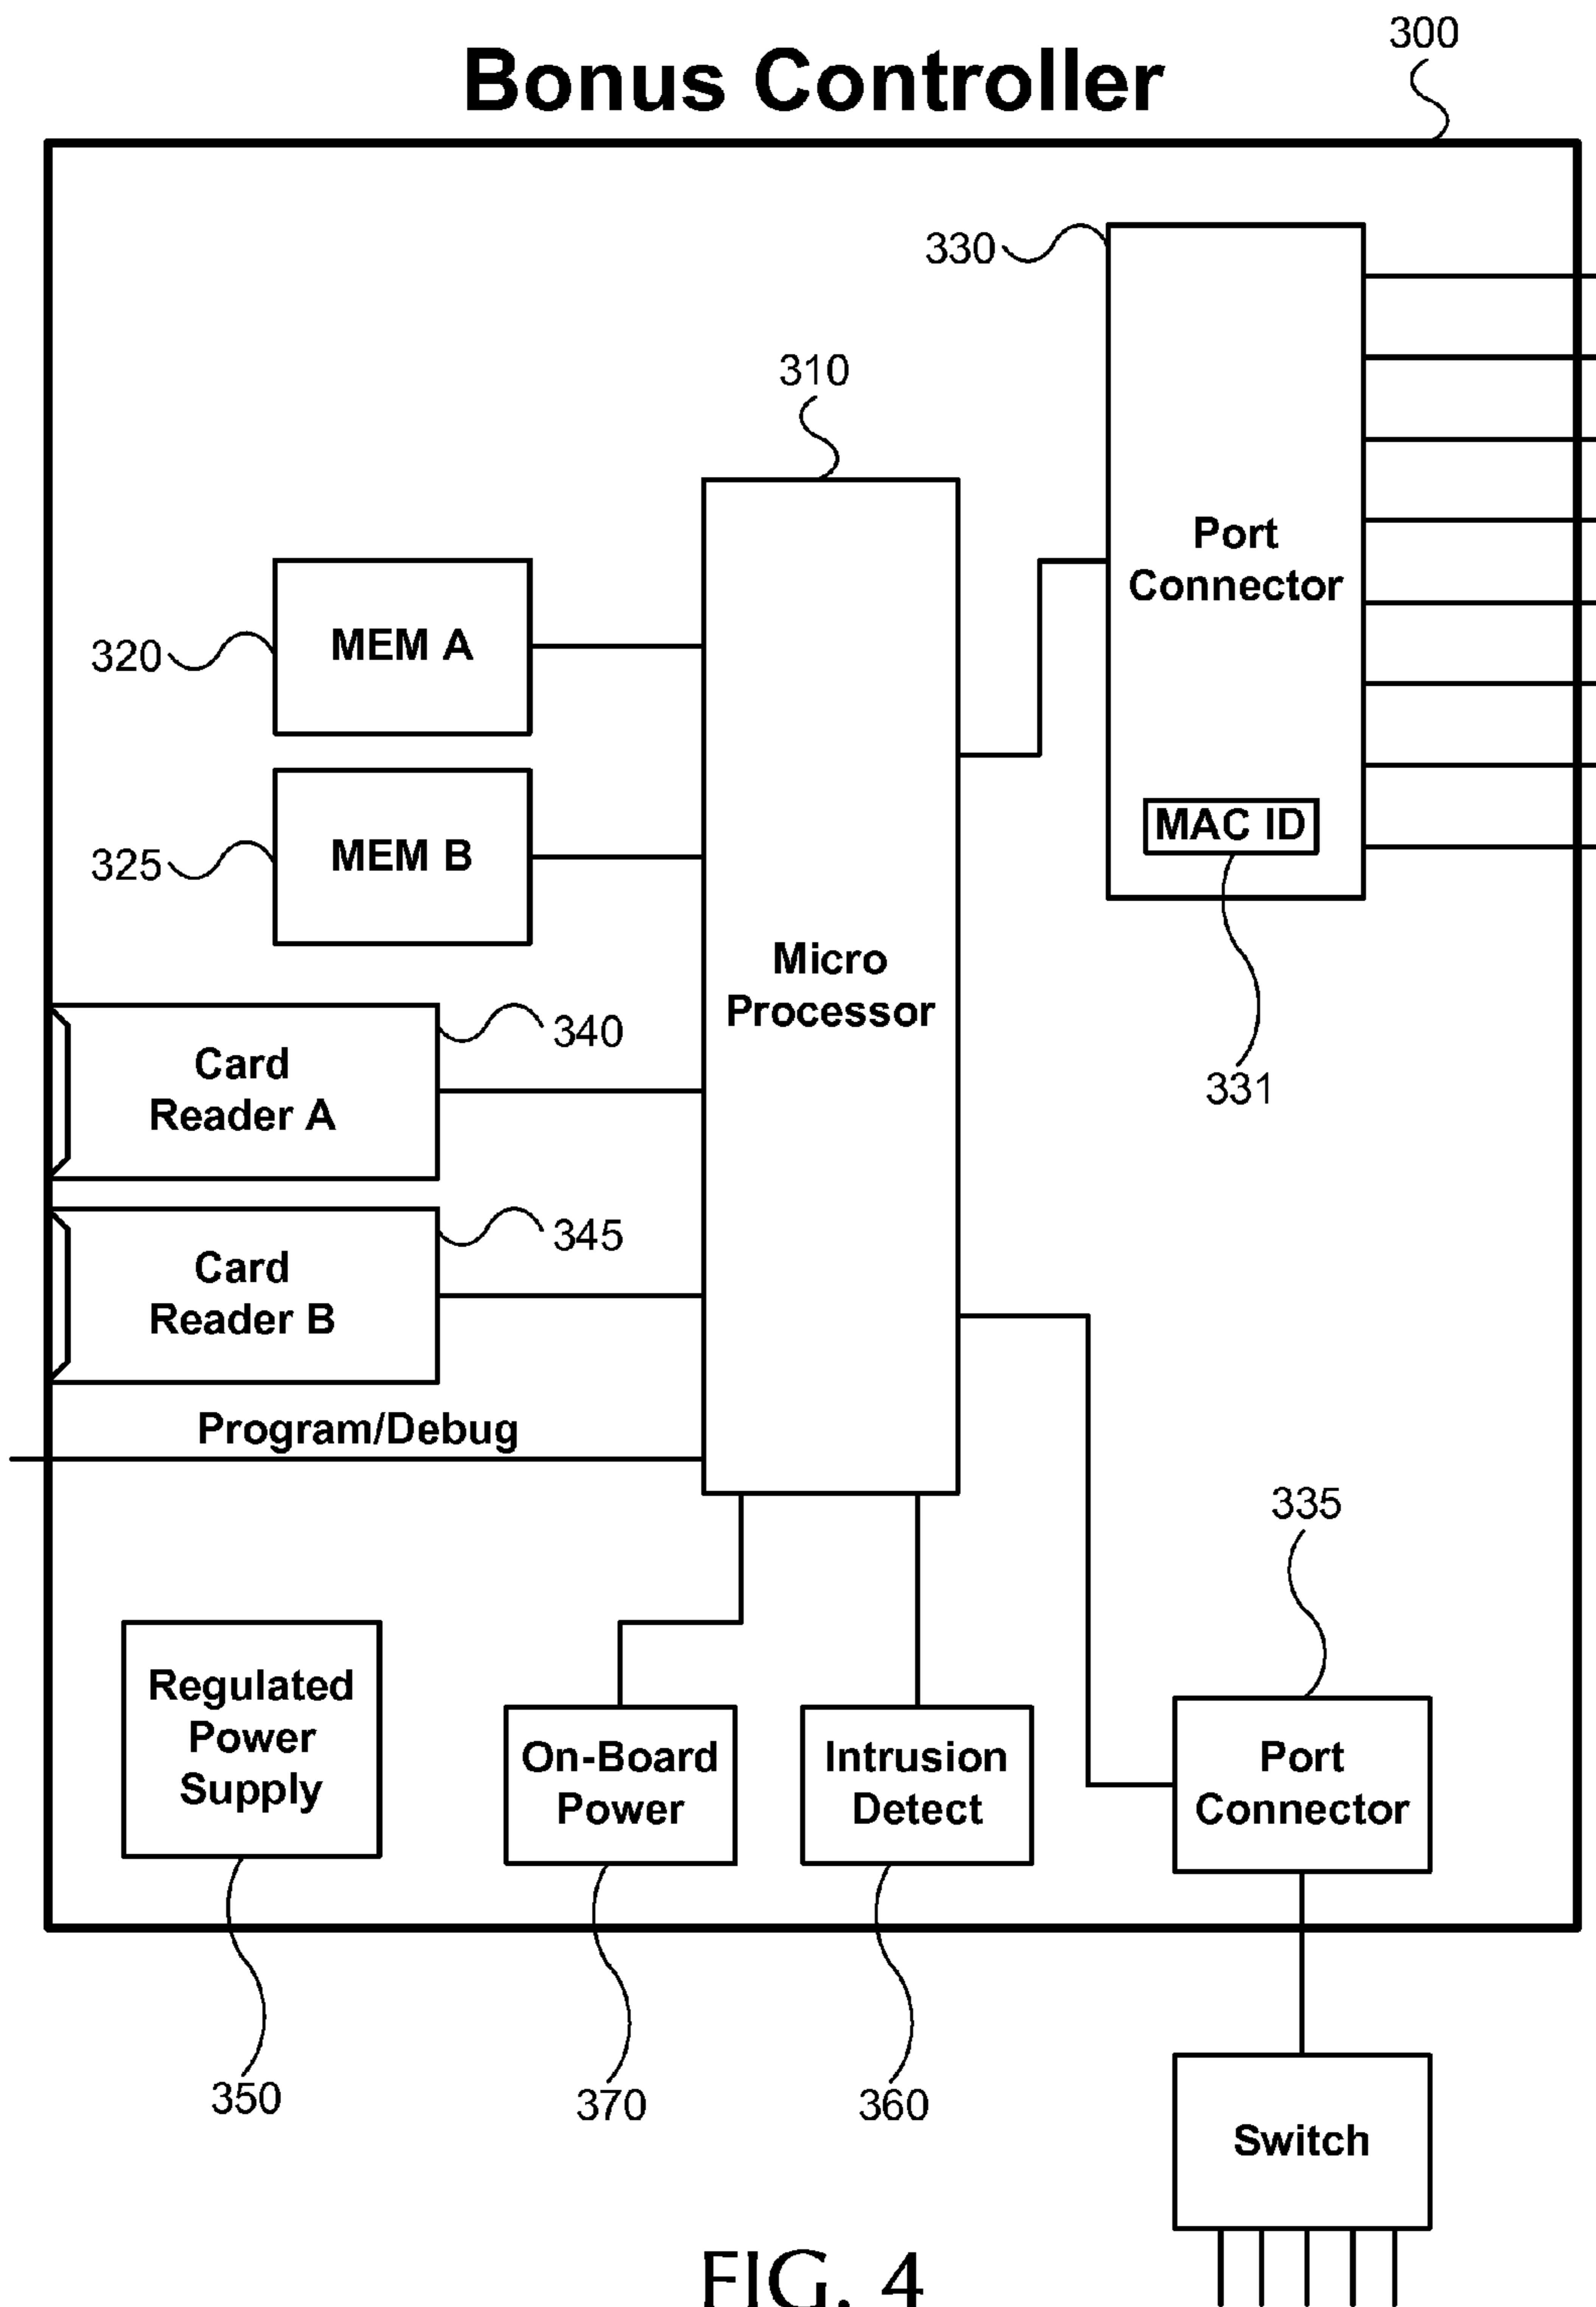 Bonus Controller
300
330
310
Port
Connector
320
MEM A
MAC ID
325
MEM B
Micro
Processor
331
340
Card
Reader A
345
Card
Reader B
Program/Debug
335
Regulated
Power
Supply
On-Board
Power
Intrusion
Detect
Port
Connector
350
370
360
Switch
FIG. 4